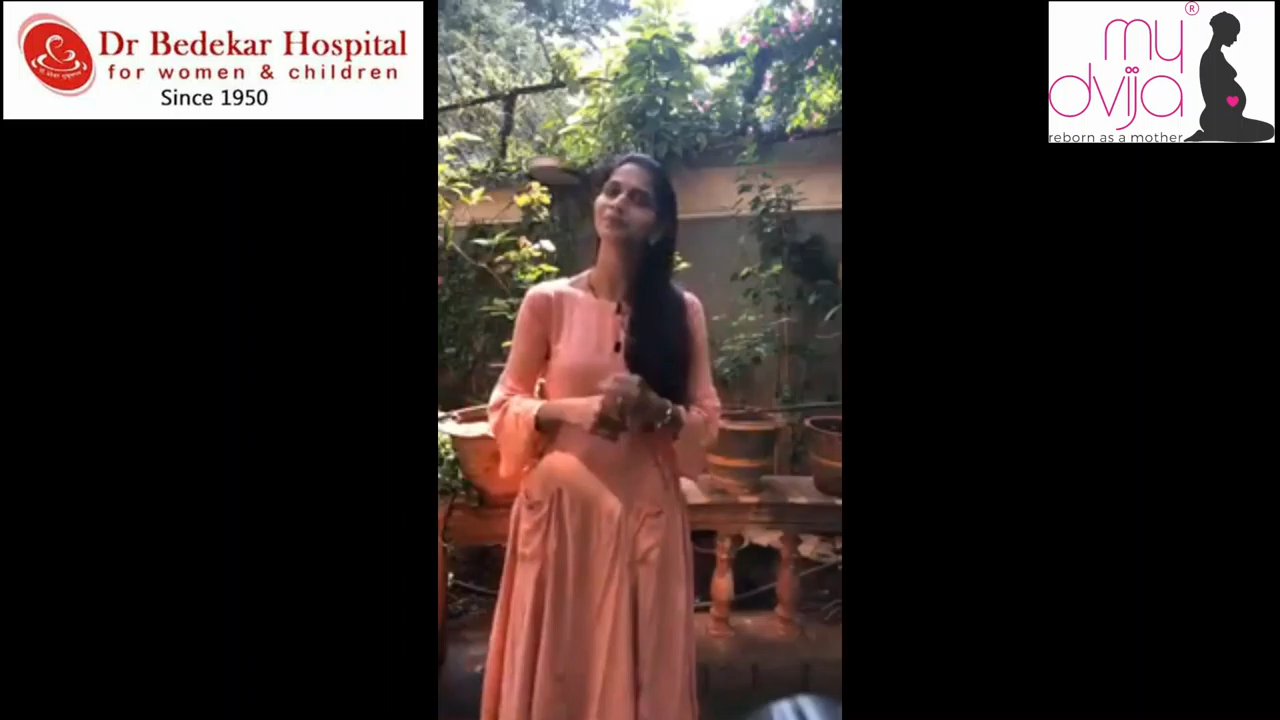 Dr Bedekar Hospital
for women & children
Since 1950
my®
dvija
reborn as a mother